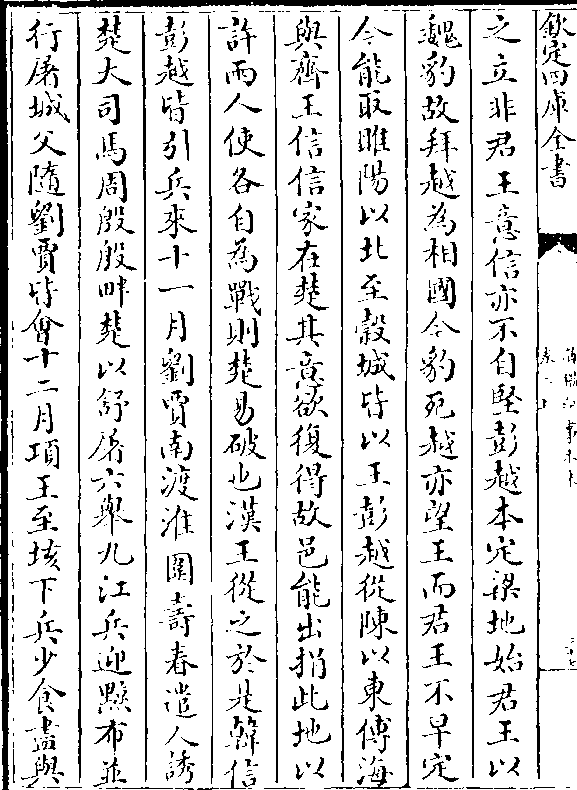 欽定四庫全書
之立非君王意信亦不自堅彭越本定梁地始君王以
魏豹故拜越為相國今豹死越亦望王而君王不早定
今能取睢陽以北至穀城皆以王彭越從陳以東傅海
與齊王信信家在楚其意欲復得故邑能出捐此地以
許兩人使各自為戰則楚易破也漢王從之於是韓信
彭越皆引兵來十一月劉賈南渡淮圍壽春遣人誘
楚大司馬周殷殷畔楚以舒屠六舉九江兵迎黥布並
行屠城父隨劉賈皆會十二月項王至垓下兵少食盡與